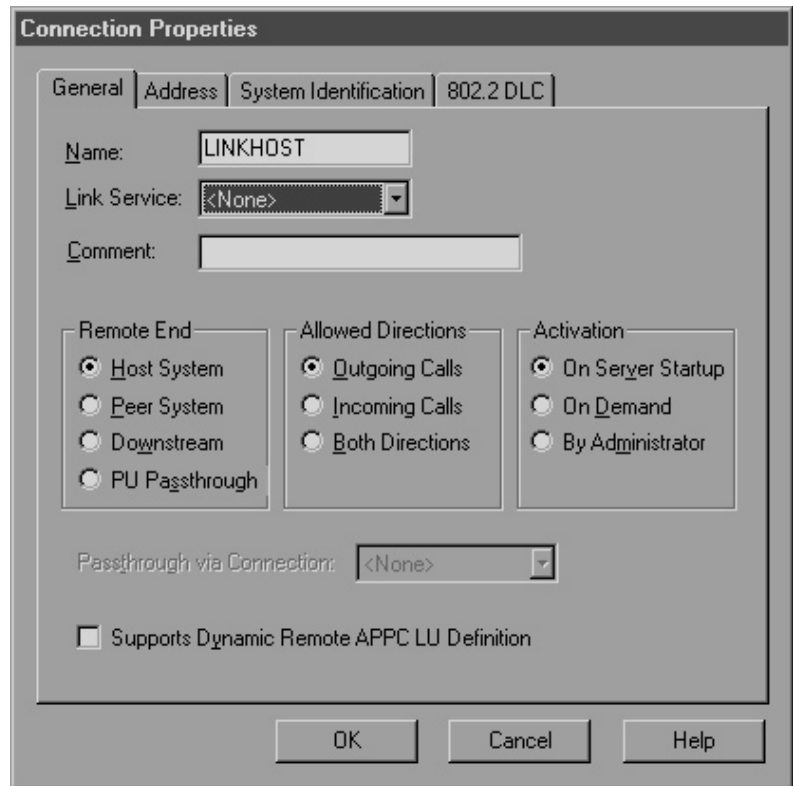 Connection Properties
General Address System Identification 802.2 DLC
Name: LINKHOST
Link Service: <None>
Comment:
Remote End Allowed Directions Activation
Host System Outgoing Calls On Server Startup
Peer System Incoming Calls On Demand
Downstream Both Directions By Administrator
PU Passthrough
Passthrough via Connection: <None>
Supports Dynamic Remote APPC LU Definition
OK Cancel Help